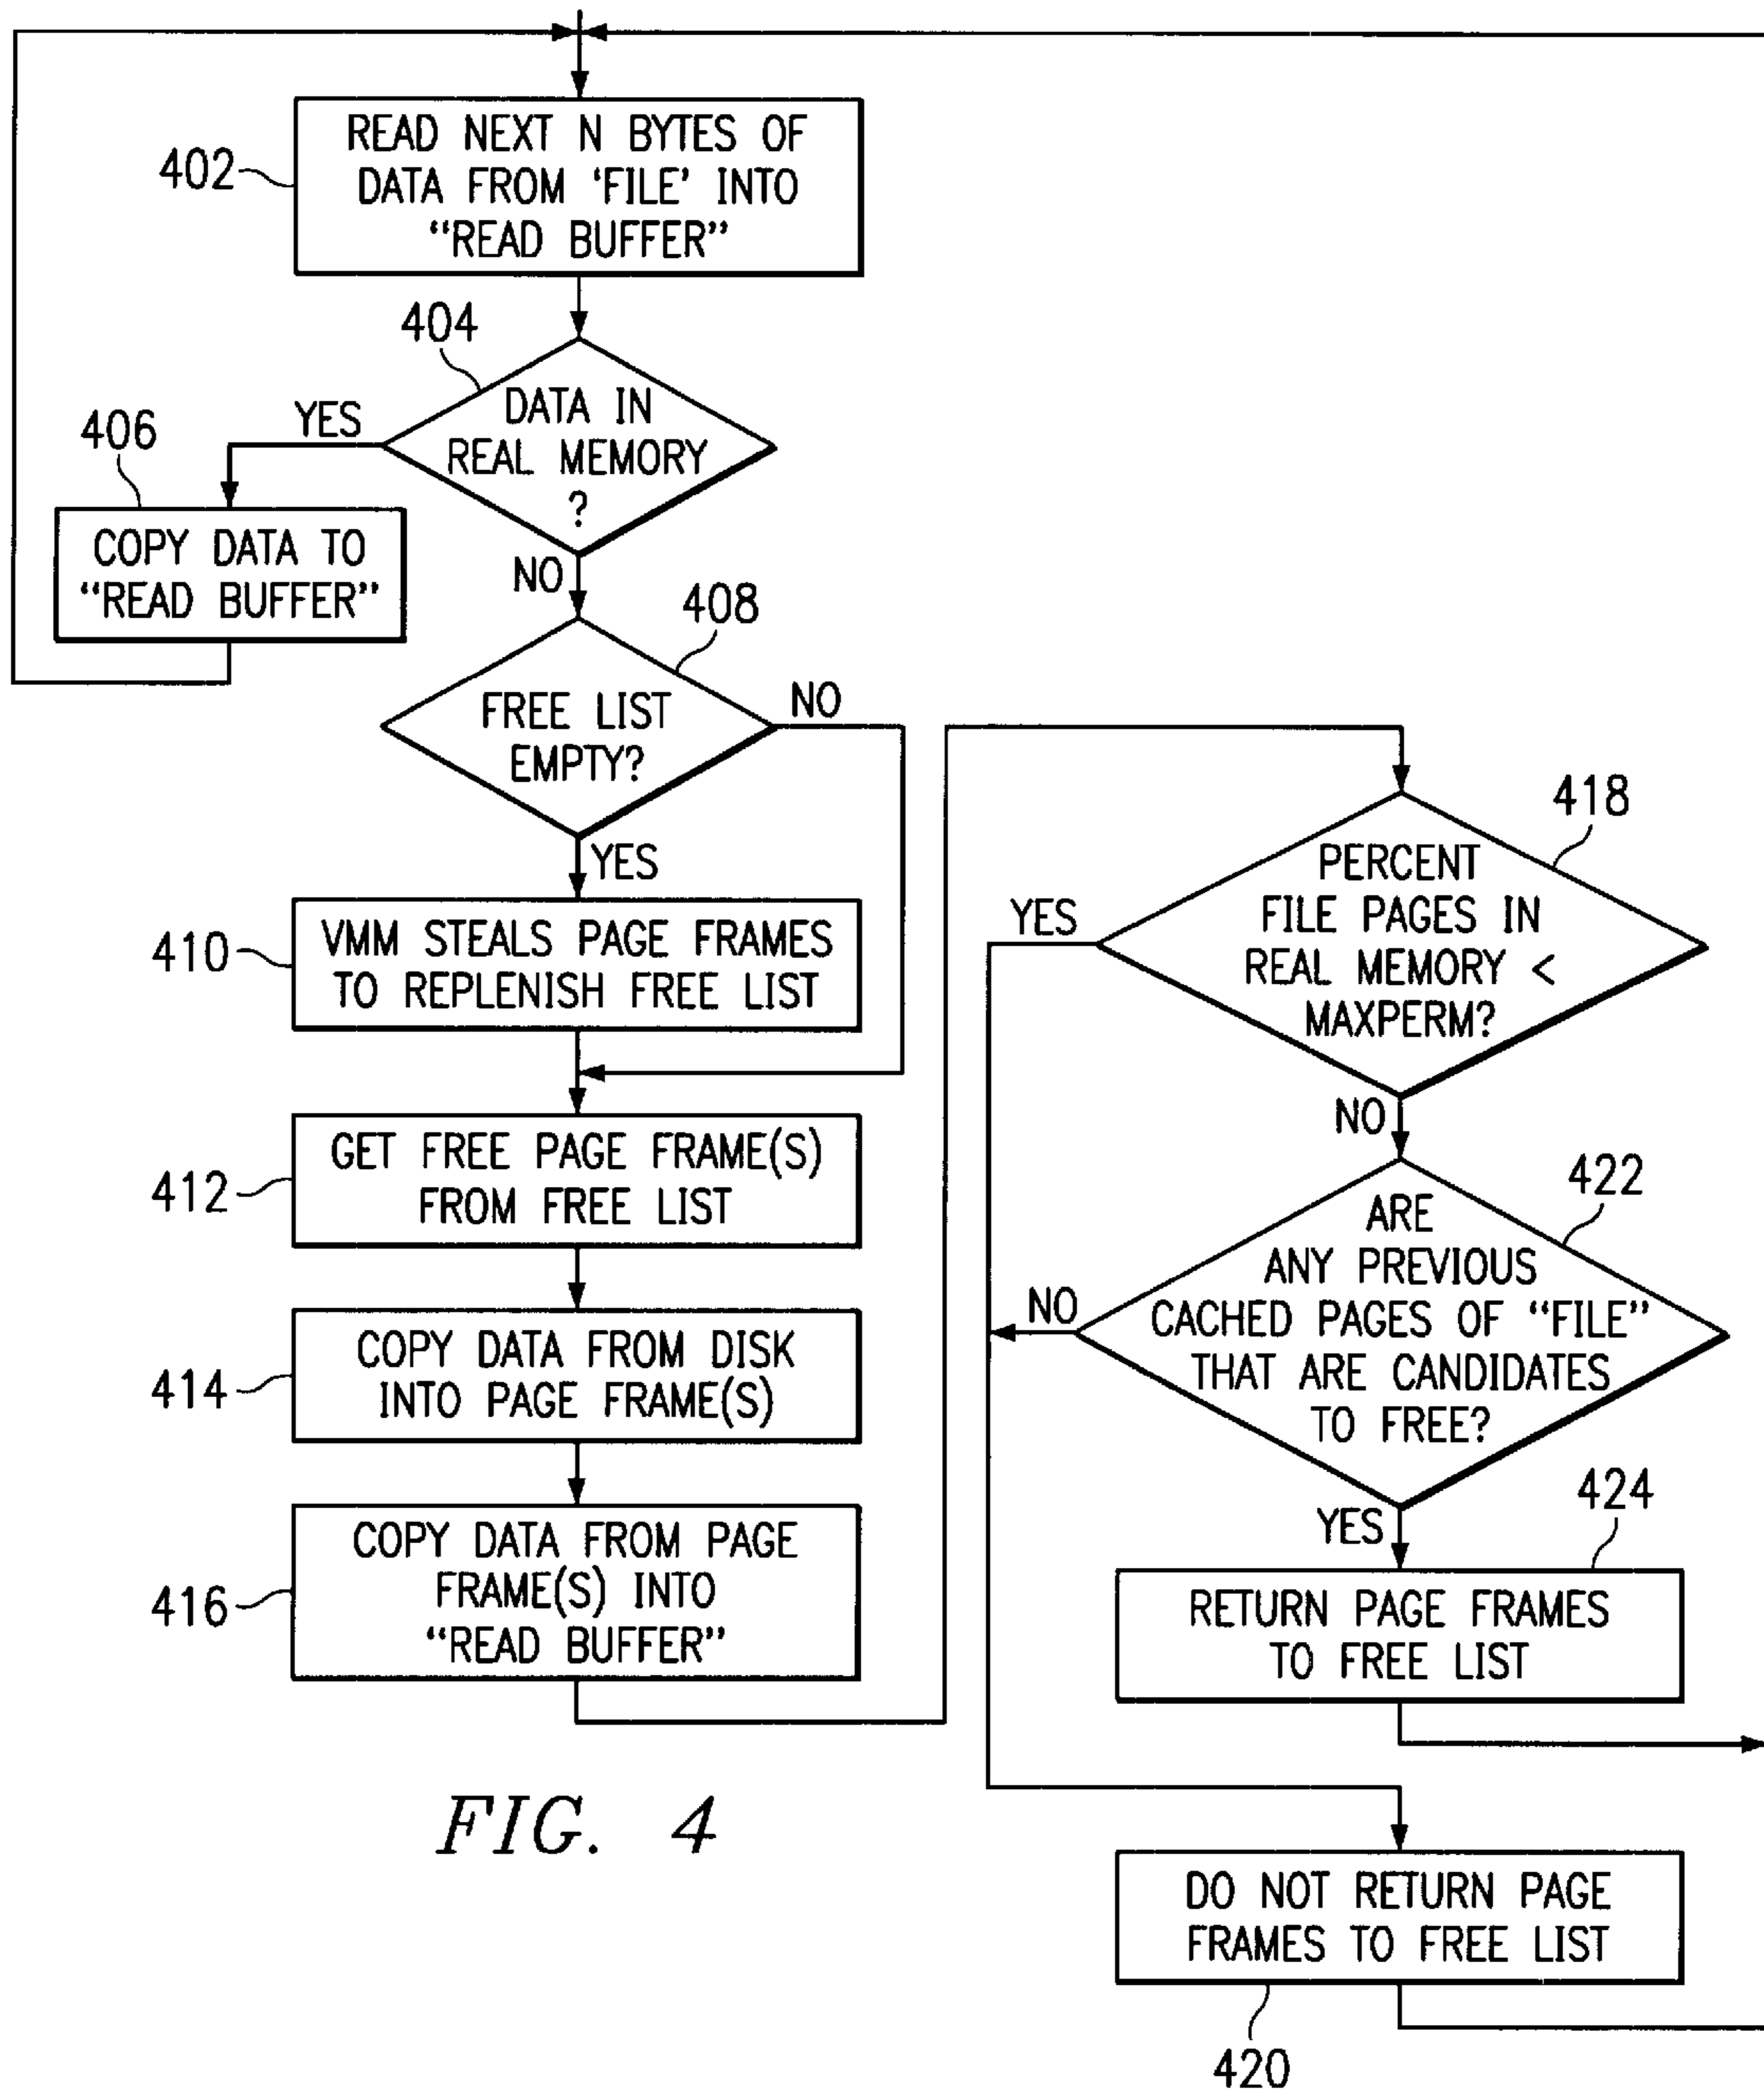 402
READ NEXT N BYTES OF
DATA FROM ‘FILE’ INTO
“READ BUFFER”
404
DATA IN
REAL MEMORY
?
YES
NO
406
COPY DATA TO
“READ BUFFER”
408
FREE LIST
EMPTY?
NO
YES
410
VMM STEALS PAGE FRAMES
TO REPLENISH FREE LIST
412
GET FREE PAGE FRAME(S)
FROM FREE LIST
414
COPY DATA FROM DISK
INTO PAGE FRAME(S)
416
COPY DATA FROM PAGE
FRAME(S) INTO
“READ BUFFER”
418
PERCENT
FILE PAGES IN
REAL MEMORY <
MAXPERM?
YES
NO
422
ARE
ANY PREVIOUS
CACHED PAGES OF “FILE”
THAT ARE CANDIDATES
TO FREE?
NO
YES
424
RETURN PAGE FRAMES
TO FREE LIST
DO NOT RETURN PAGE
FRAMES TO FREE LIST
420
FIG. 4